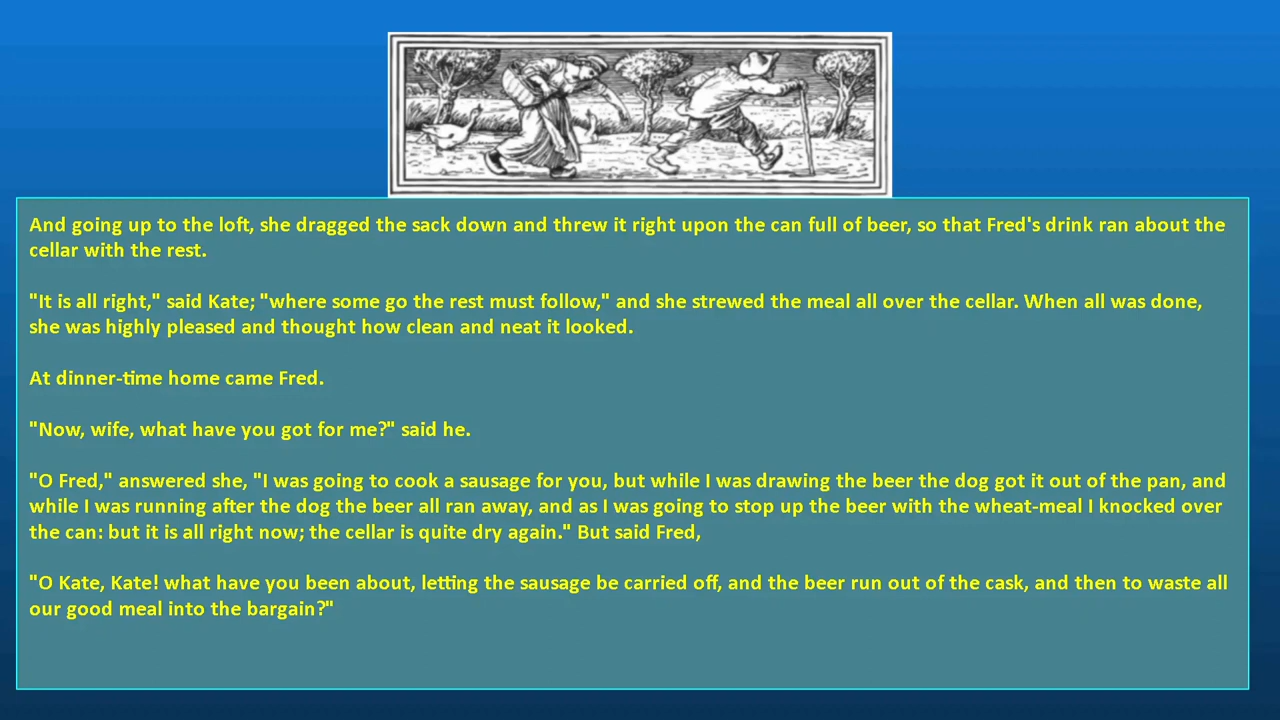 And going up to the loft, she dragged the sack down and threw it right upon the can full of beer, so that Fred's drink ran about the
cellar with the rest.
"It is all right," said Kate; "where some go the rest must follow," and she strewed the meal all over the cellar. When all was done,
she was highly pleased and thought how clean and neat it looked.
At dinner-time home came Fred.
"Now, wife, what have you got for me?" said he.
"O Fred," answered she, "I was going to cook a sausage for you, but while I was drawing the beer the dog got it out of the pan, and
while I was running after the dog the beer all ran away, and as I was going to stop up the beer with the wheat-meal I knocked over
the can: but it is all right now; the cellar is quite dry again." But said Fred,
"O Kate, Kate! what have you been about, letting the sausage be carried off, and the beer run out of the cask, and then to waste all
our good meal into the bargain?"